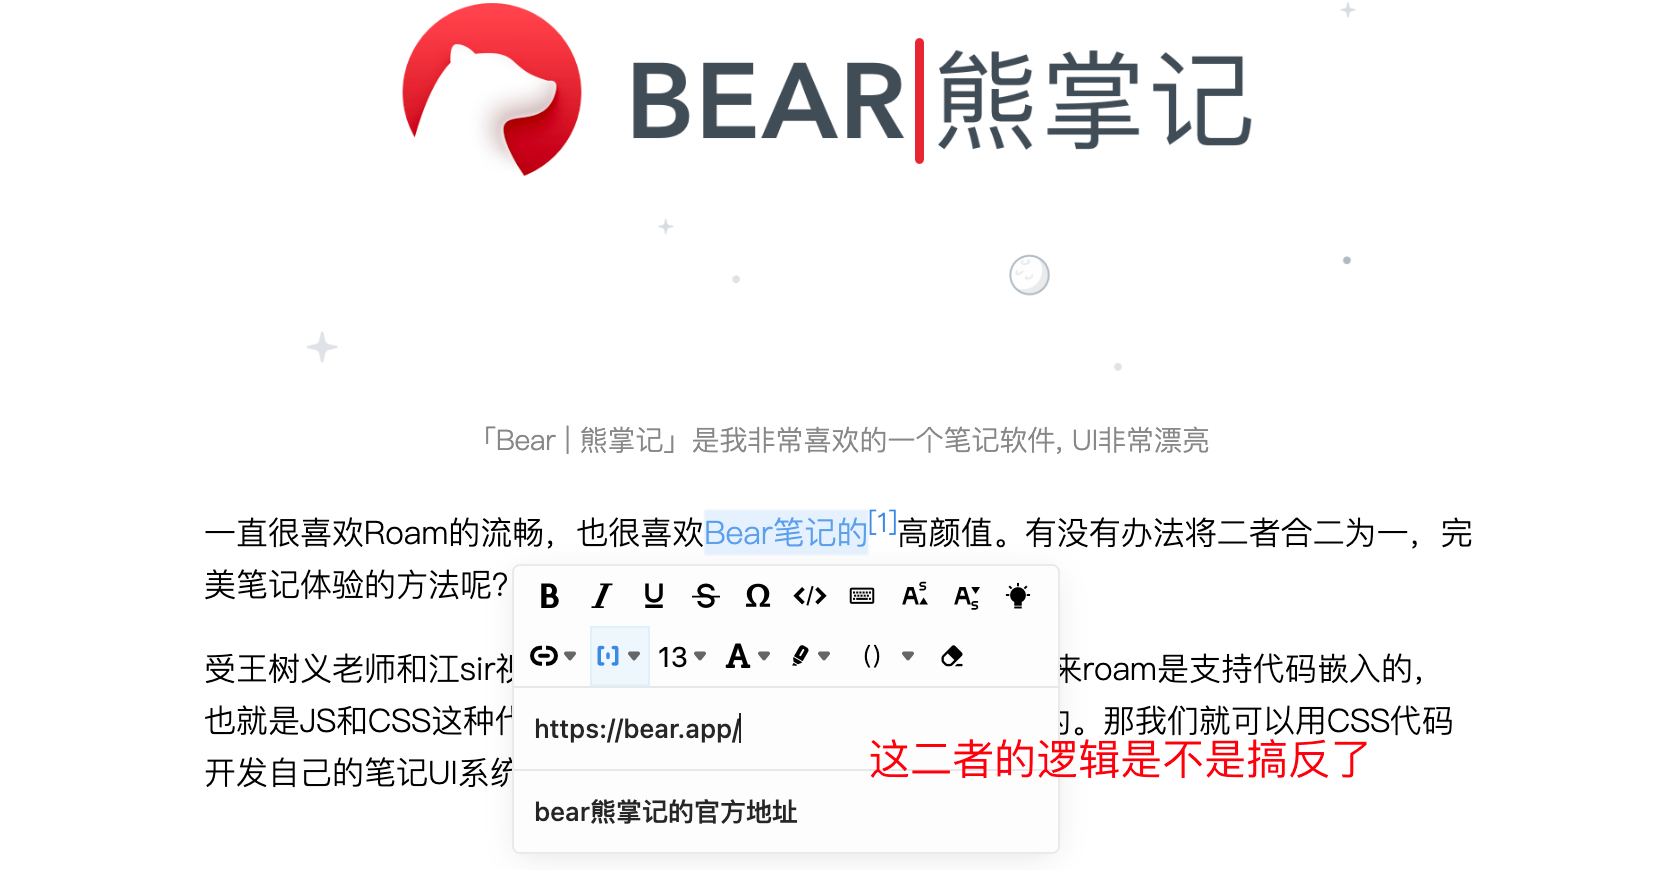 BEAR|熊掌记
「Bear | 熊掌记」是我非常喜欢的一个笔记软件, UI非常漂亮
一直很喜欢Roam的流畅，也很喜欢Bear笔记的[1]高颜值。有没有办法将二者合二为一，完
美笔记体验的方法呢？
B I U S Ω </> A A
13 A ()
受王树义老师和江sir视 来roam是支持代码嵌入的，
也就是JS和CSS这种代 的。那我们就可以用CSS代码
https://bear.app/
这二者的逻辑是不是搞反了
开发自己的笔记UI系统
bear熊掌记的官方地址